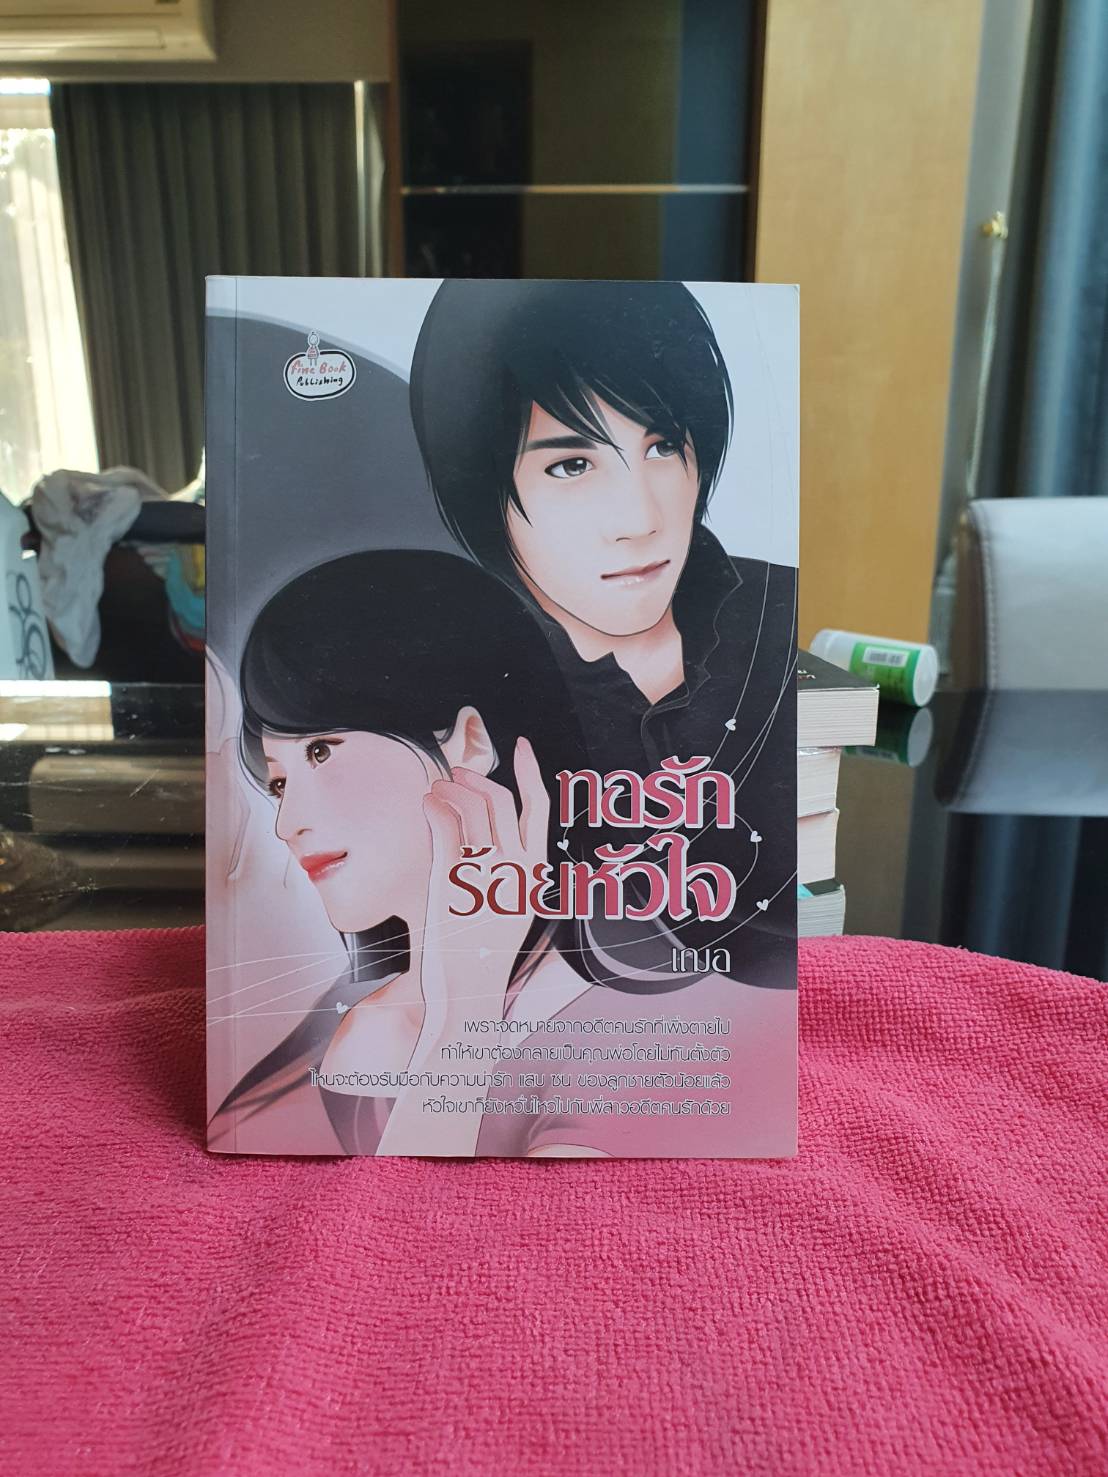 Fine Book
Publishing
ทอรัก
ร้อยหัวใจ
เฌอ
เพราะจดหมายจากอดีตคนรักที่เพิ่งตายไป
ทำให้เขาต้องกลายเป็นคุณพ่อโดยไม่ทันตั้งตัว
ไหนจะต้องรับมือกับความน่ารัก แสบ ซน ของลูกชายตัวน้อยแล้ว
หัวใจเขาก็ยังหวั่นไหวไปกับพี่สาวอดีตคนรักด้วย